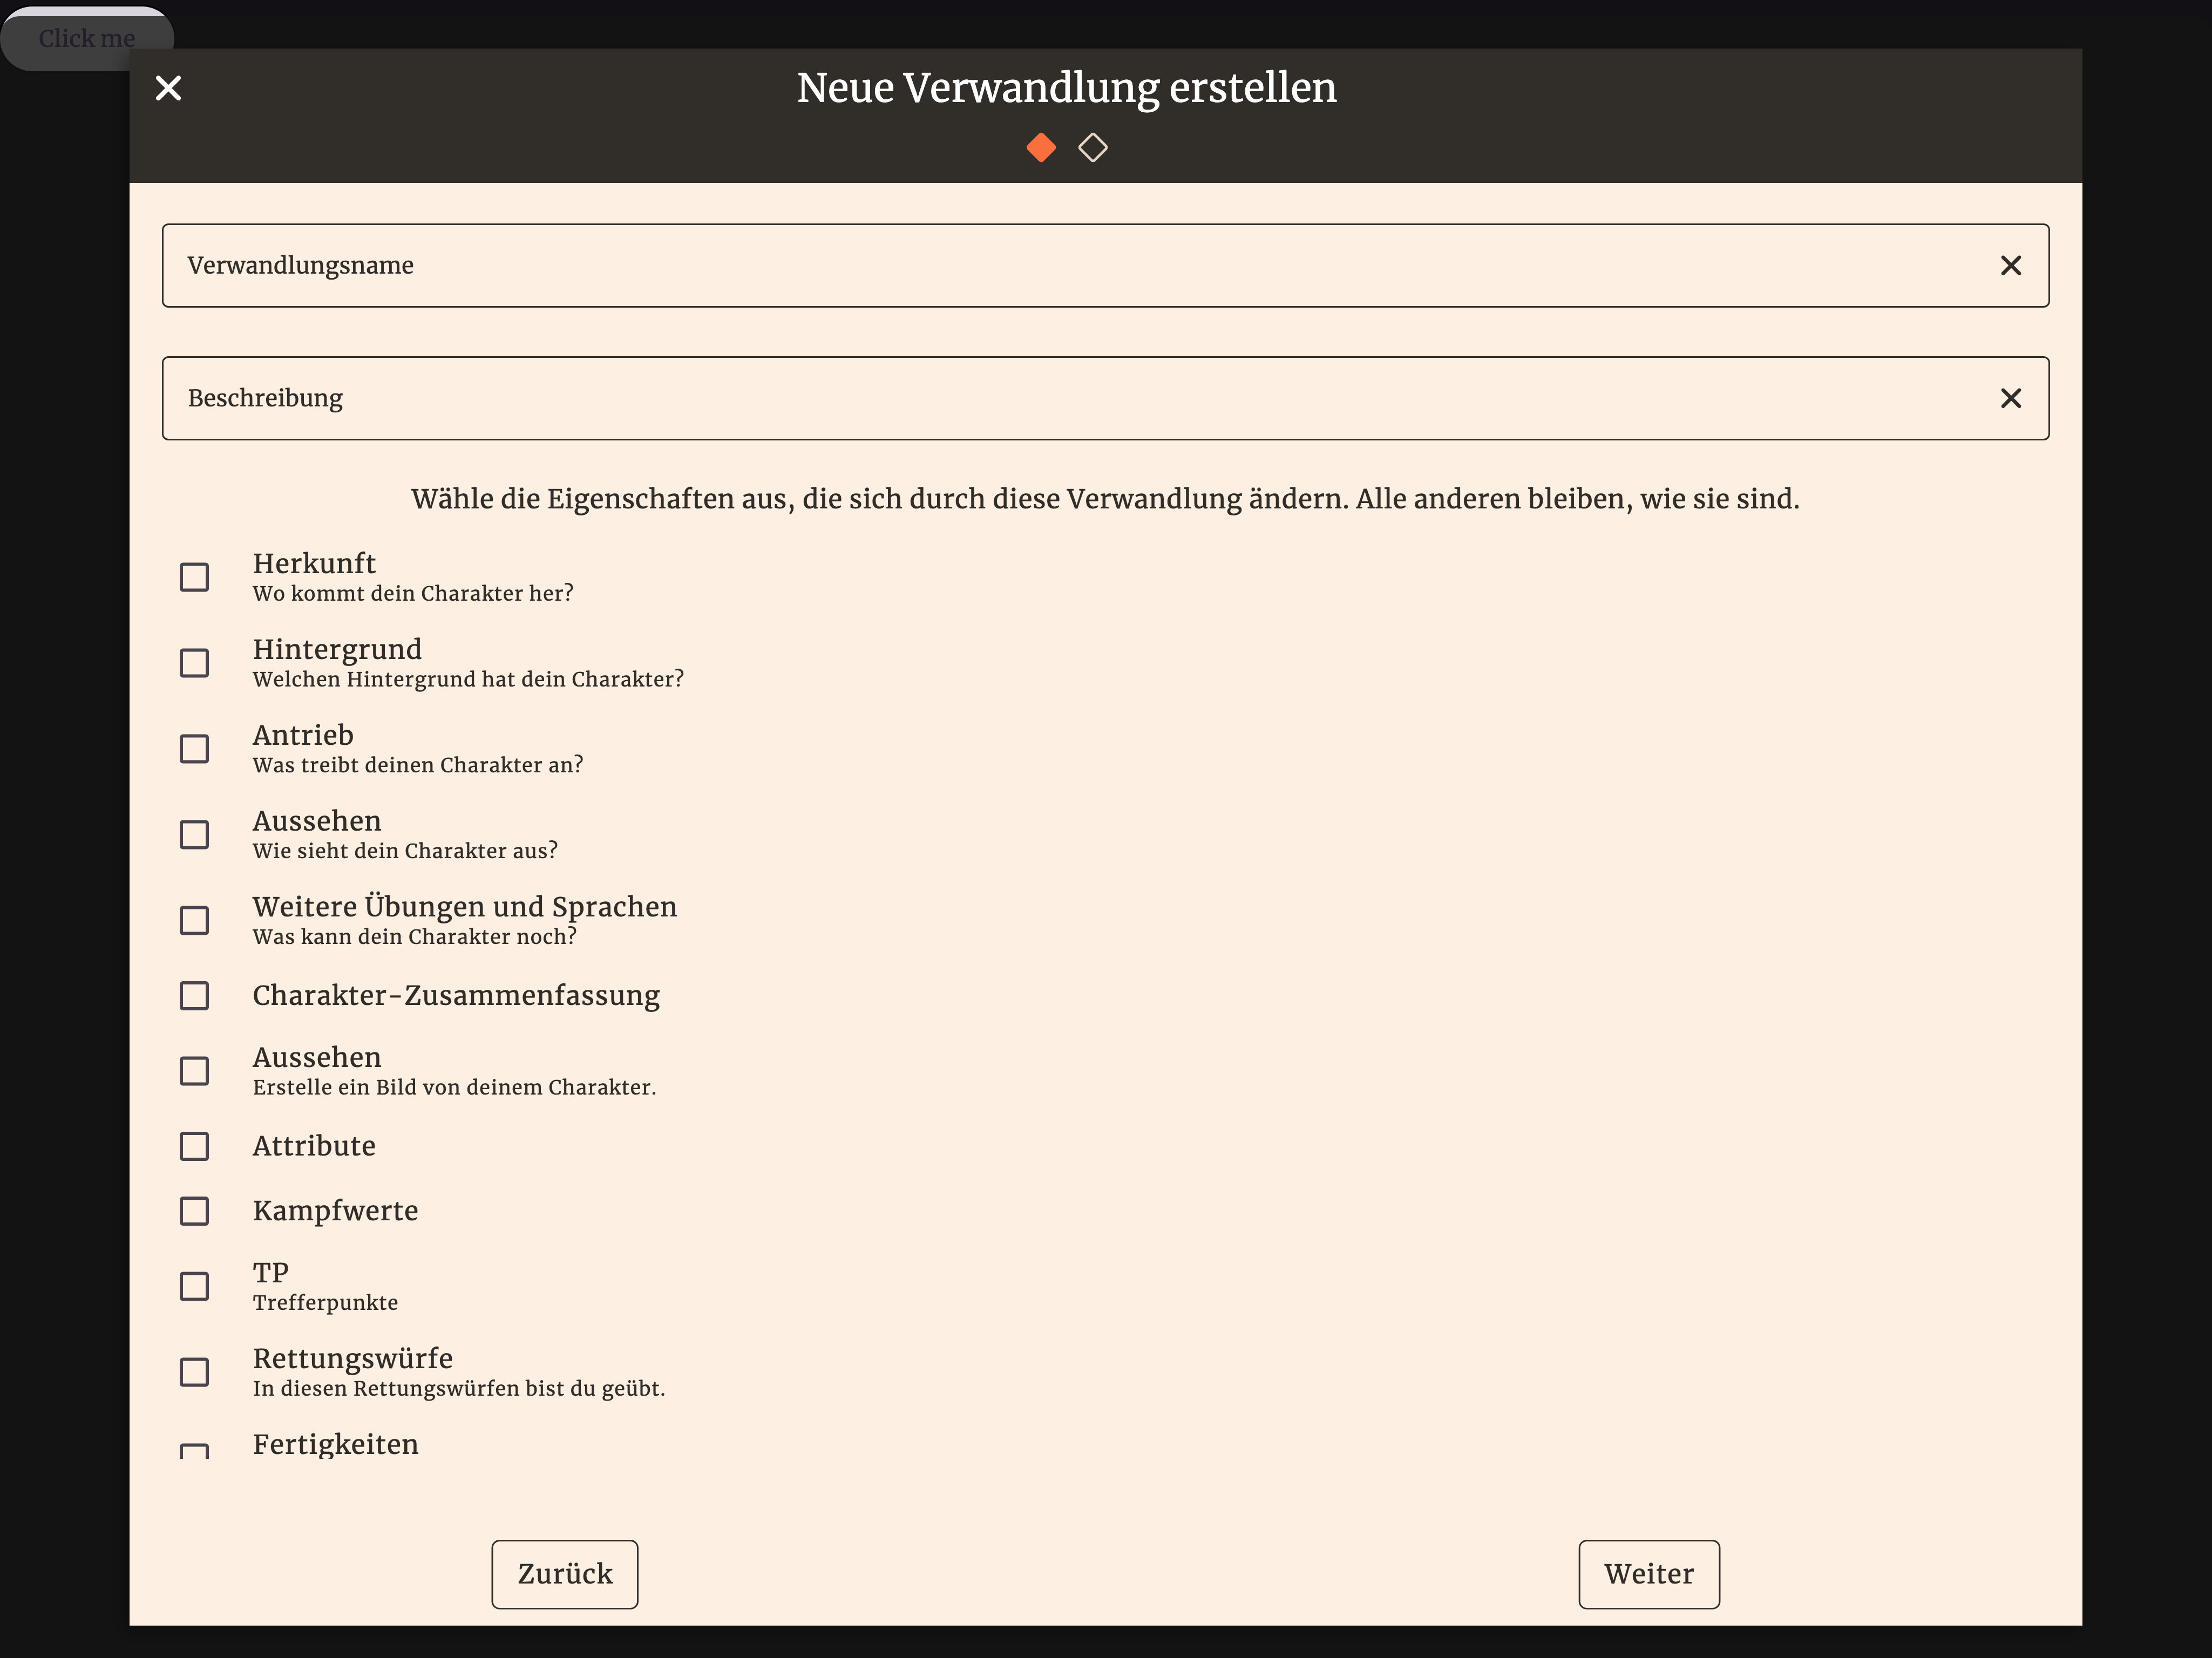 Click me
Neue Verwandlung erstellen
Verwandlungsname
Beschreibung
Wähle die Eigenschaften aus, die sich durch diese Verwandlung ändern. Alle anderen bleiben, wie sie sind.
Herkunft
Wo kommt dein Charakter her?
Hintergrund
Welchen Hintergrund hat dein Charakter?
Antrieb
Was treibt deinen Charakter an?
Aussehen
Wie sieht dein Charakter aus?
Weitere Übungen und Sprachen
Was kann dein Charakter noch?
Charakter-Zusammenfassung
Aussehen
Erstelle ein Bild von deinem Charakter.
Attribute
Kampfwerte
TP
Trefferpunkte
Rettungswürfe
In diesen Rettungswürfen bist du geübt.
Fertigkeiten
Zurück
Weiter